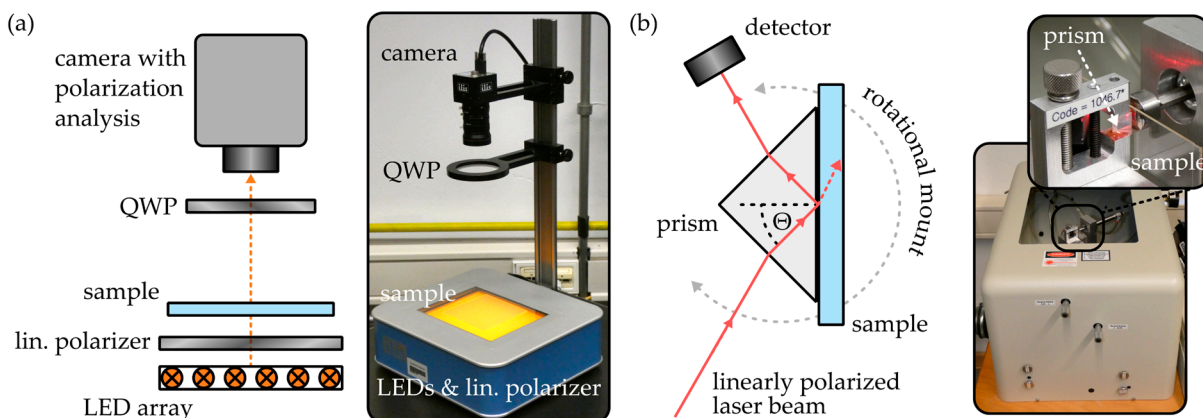 (a)
camera with
polarization
analysis
QWP
sample
lin. polarizer
LED array
camera
QWP
sample
LEDs & lin. polarizer
(b)
detector
rotational mount
prism
Θ
sample
linearly polarized
laser beam
prism
Code = 1046.7*
sample